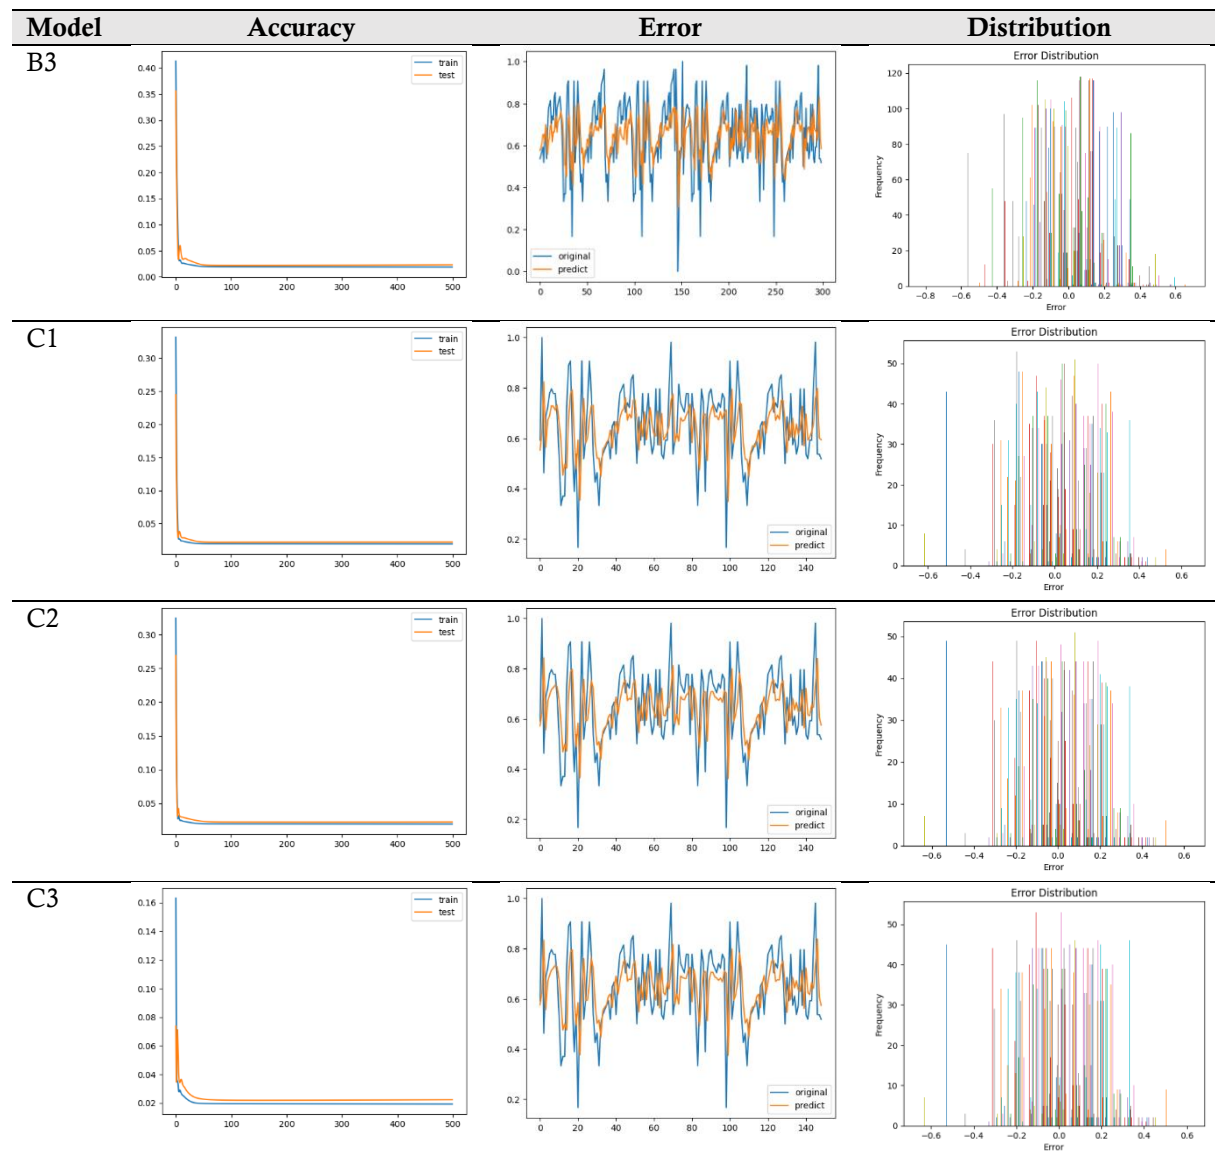 Model Accuracy Error Distribution
B3
train
test
0.40
0.35
0.30
0.25
0.20
0.15
0.10
0.05
0.00
0 100 200 300 400 500
1.0
0.8
0.6
0.4
0.2
0.0
original
predict
0 50 100 150 200 250 300
Error Distribution
120
100
80
60
40
20
0
Frequency
−0.8 −0.6 −0.4 −0.2 0.0 0.2 0.4 0.6
Error
C1
train
test
0.30
0.25
0.20
0.15
0.10
0.05
0 100 200 300 400 500
1.0
0.8
0.6
0.4
0.2
original
predict
0 20 40 60 80 100 120 140
Error Distribution
50
40
30
20
10
0
Frequency
−0.6 −0.4 −0.2 0.0 0.2 0.4 0.6
Error
C2
train
test
0.30
0.25
0.20
0.15
0.10
0.05
0 100 200 300 400 500
1.0
0.8
0.6
0.4
0.2
original
predict
0 20 40 60 80 100 120 140
Error Distribution
50
40
30
20
10
0
Frequency
−0.6 −0.4 −0.2 0.0 0.2 0.4 0.6
Error
C3
train
test
0.16
0.14
0.12
0.10
0.08
0.06
0.04
0.02
0 100 200 300 400 500
1.0
0.8
0.6
0.4
0.2
original
predict
0 20 40 60 80 100 120 140
Error Distribution
50
40
30
20
10
0
Frequency
−0.6 −0.4 −0.2 0.0 0.2 0.4 0.6
Error